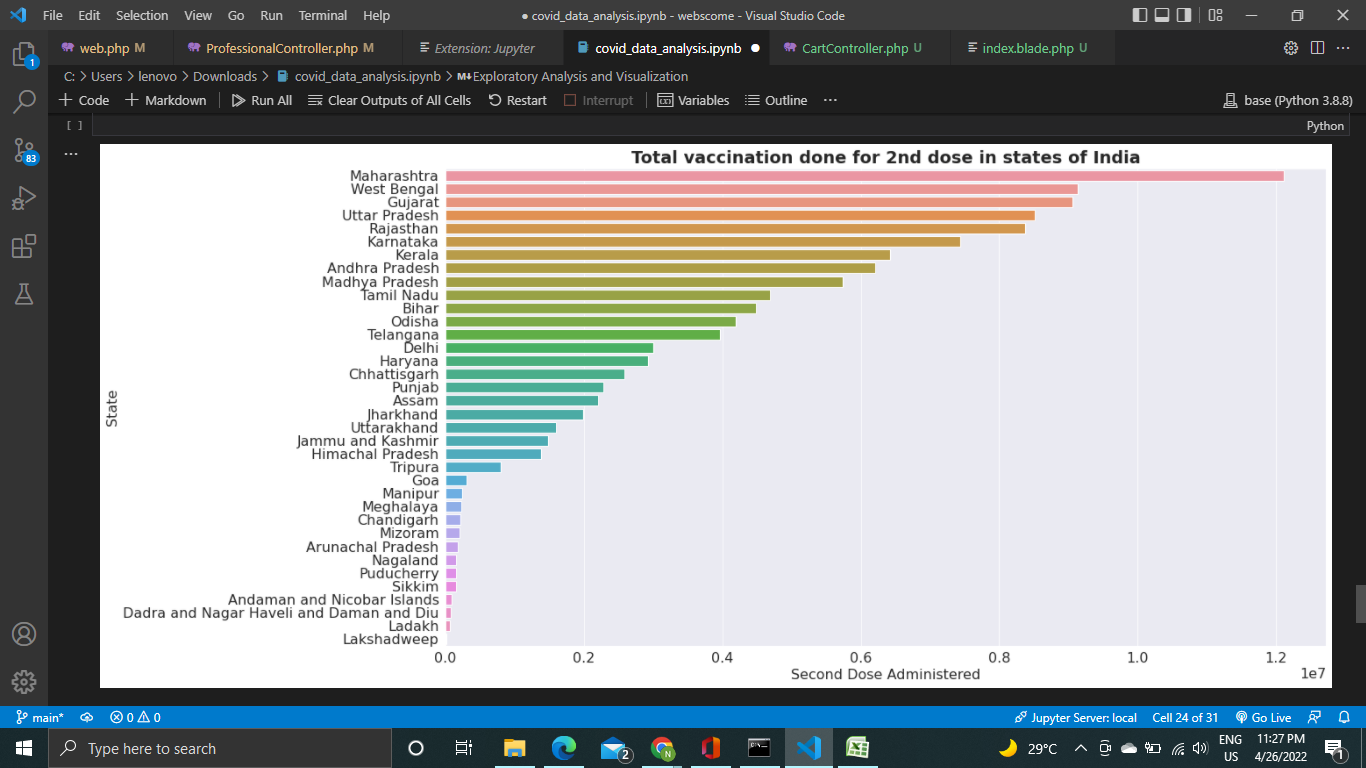 File Edit Selection View Go Run Terminal Help ● covid_data_analysis.ipynb - webscome - Visual Studio Code
web.php M ProfessionalController.php M Extension: Jupyter covid_data_analysis.ipynb ● CartController.php U index.blade.php U
C: > Users > lenovo > Downloads > covid_data_analysis.ipynb > M↓Exploratory Analysis and Visualization
+ Code + Markdown Run All Clear Outputs of All Cells Restart Interrupt Variables Outline ··· base (Python 3.8.8)
[ ] Python
···
Total vaccination done for 2nd dose in states of India
Maharashtra
West Bengal
Gujarat
Uttar Pradesh
Rajasthan
Karnataka
Kerala
Andhra Pradesh
Madhya Pradesh
Tamil Nadu
Bihar
Odisha
Telangana
Delhi
Haryana
Chhattisgarh
Punjab
Assam
Jharkhand
Uttarakhand
Jammu and Kashmir
Himachal Pradesh
Tripura
Goa
Manipur
Meghalaya
Chandigarh
Mizoram
Arunachal Pradesh
Nagaland
Puducherry
Sikkim
Andaman and Nicobar Islands
Dadra and Nagar Haveli and Daman and Diu
Ladakh
Lakshadweep
State
0.0 0.2 0.4 0.6 0.8 1.0 1.2
Second Dose Administered 1e7
1
83
main* 0 0 Jupyter Server: local Cell 24 of 31 Go Live
Type here to search 2 N 29°C ENG 11:27 PM
US 4/26/2022 1